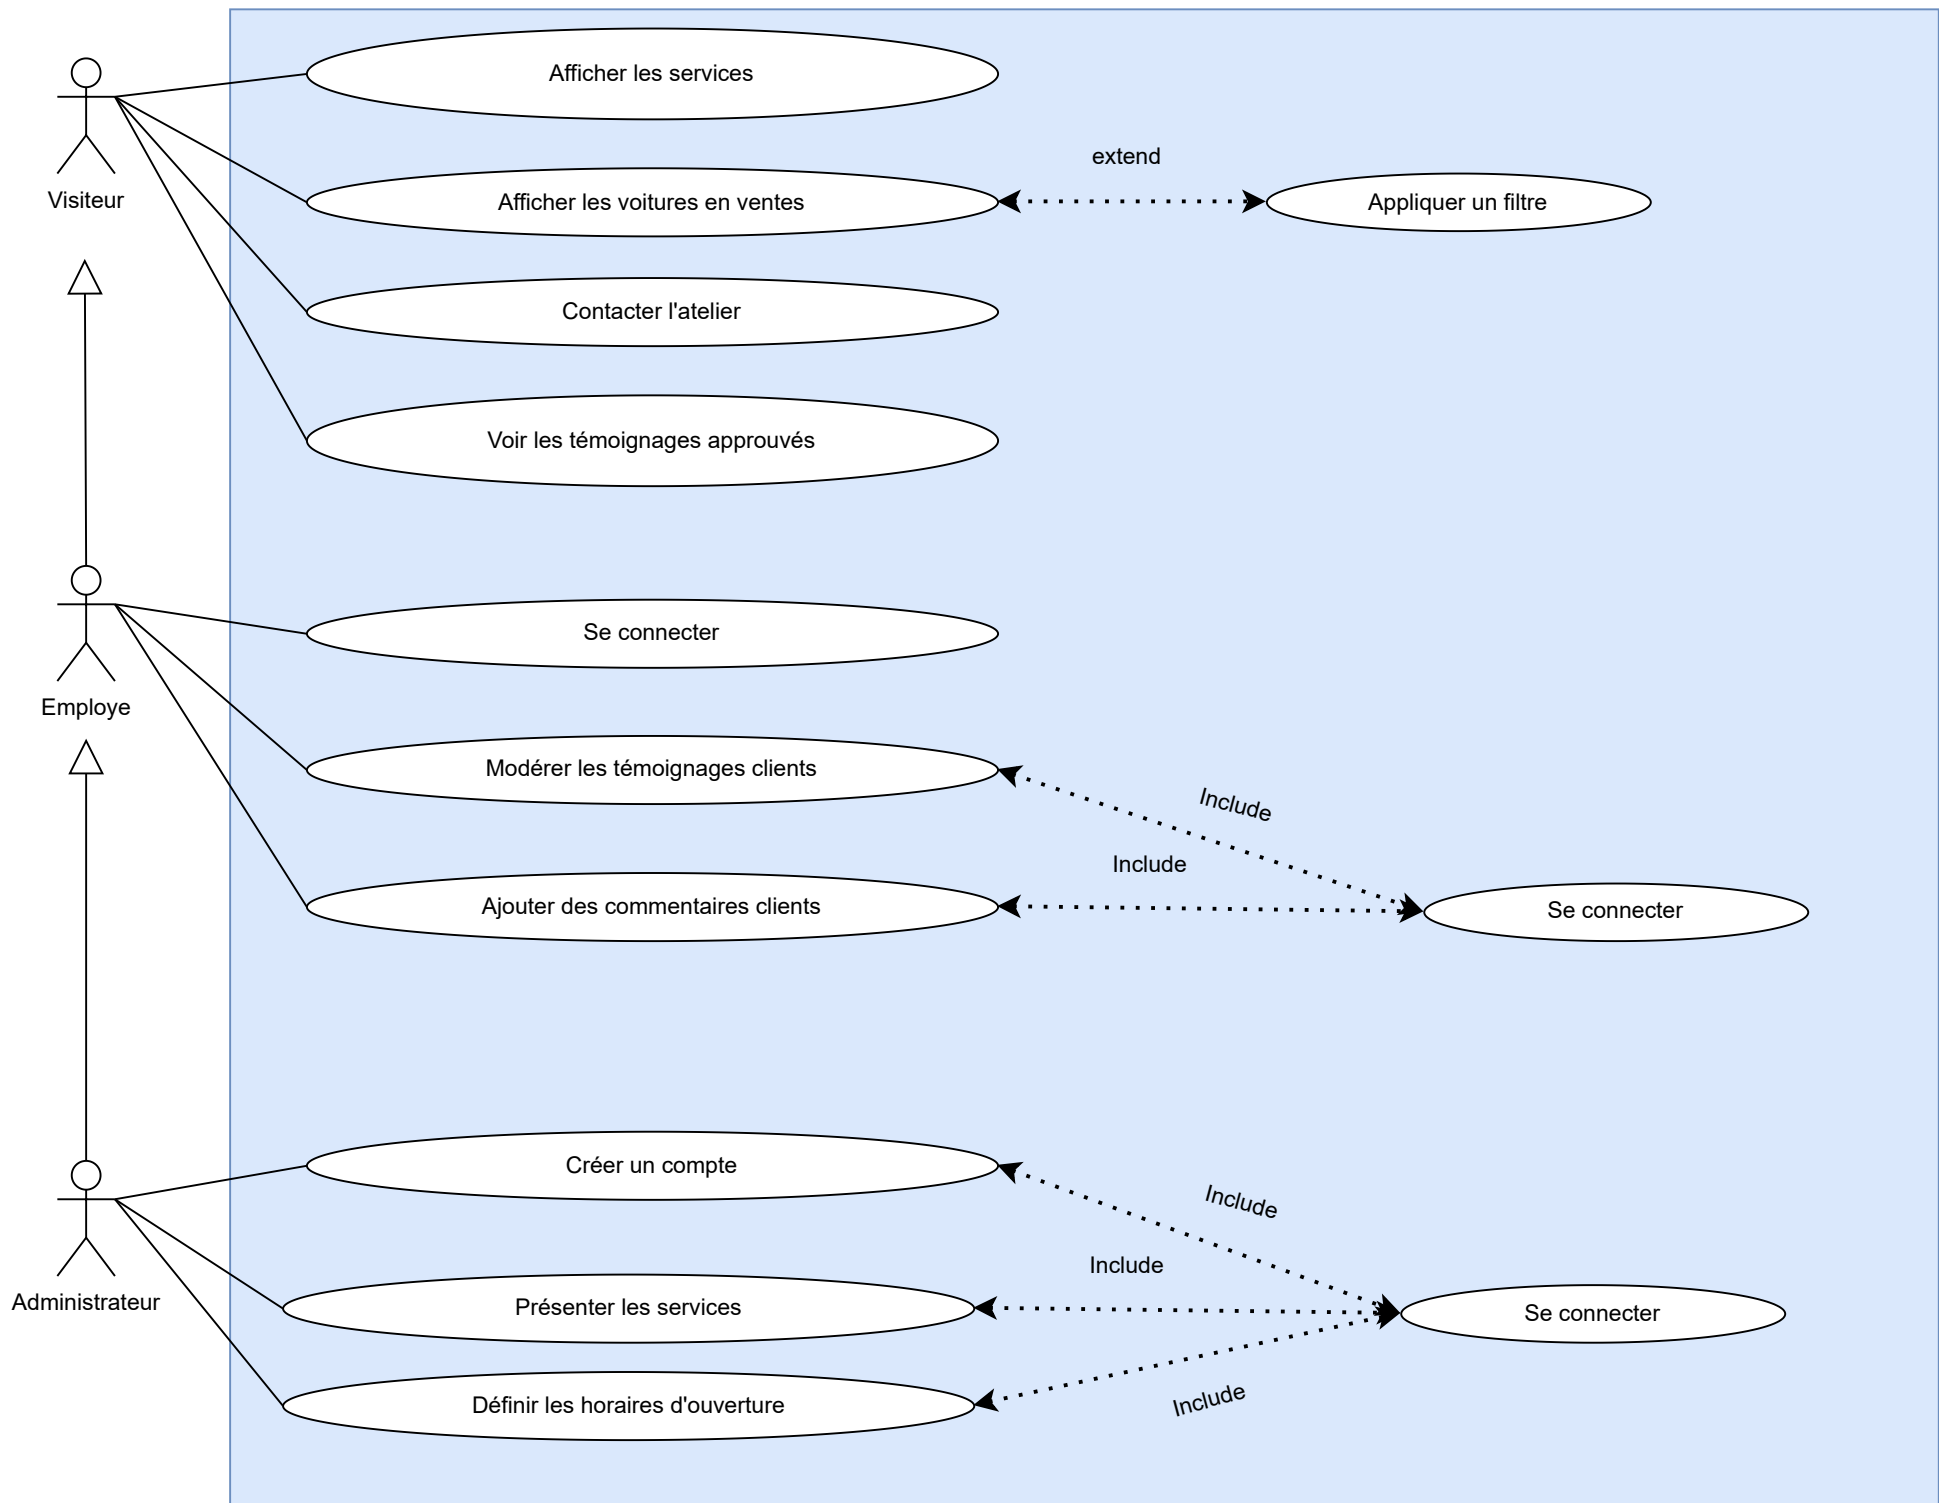 Afficher les services
Visiteur
extend
Afficher les voitures en ventes
Appliquer un filtre
Contacter l'atelier
Voir les témoignages approuvés
Se connecter
Employe
Modérer les témoignages clients
Include
Include
Ajouter des commentaires clients
Se connecter
Créer un compte
Include
Include
Administrateur
Présenter les services
Se connecter
Définir les horaires d'ouverture
Include